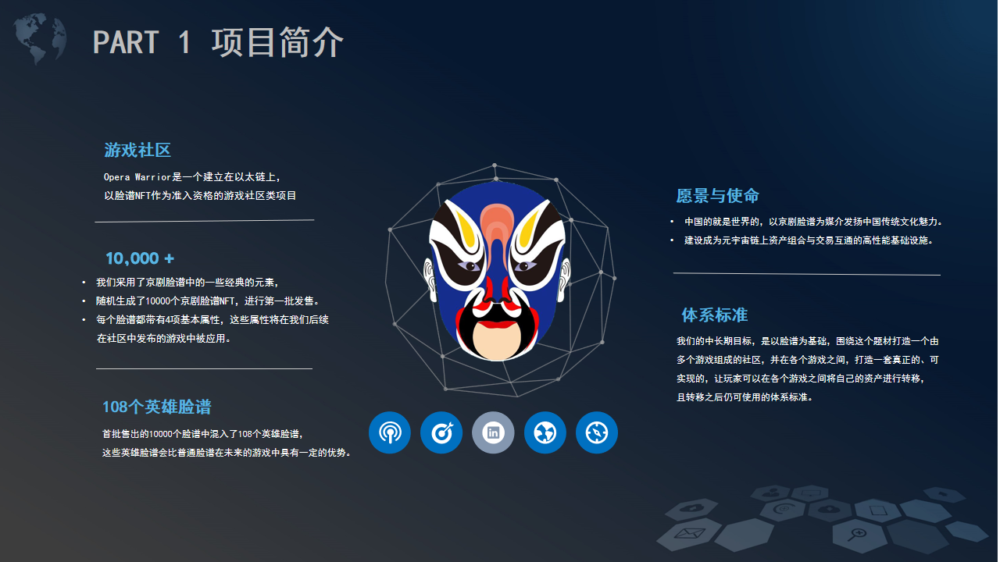 PART 1 项目简介
游戏社区
Opera Warrior是一个建立在以太链上，
以脸谱NFT作为准入资格的游戏社区类项目
10,000 +
• 我们采用了京剧脸谱中的一些经典的元素，
• 随机生成了10000个京剧脸谱NFT，进行第一批发售。
• 每个脸谱都带有4项基本属性，这些属性将在我们后续
在社区中发布的游戏中被应用。
108个英雄脸谱
首批售出的10000个脸谱中混入了108个英雄脸谱，
这些英雄脸谱会比普通脸谱在未来的游戏中具有一定的优势。
in
愿景与使命
• 中国的就是世界的，以京剧脸谱为媒介发扬中国传统文化魅力。
• 建设成为元宇宙链上资产组合与交易互通的高性能基础设施。
体系标准
我们的中长期目标，是以脸谱为基础，围绕这个题材打造一个由
多个游戏组成的社区，并在各个游戏之间，打造一套真正的、可
实现的，让玩家可以在各个游戏之间将自己的资产进行转移，
且转移之后仍可使用的体系标准。